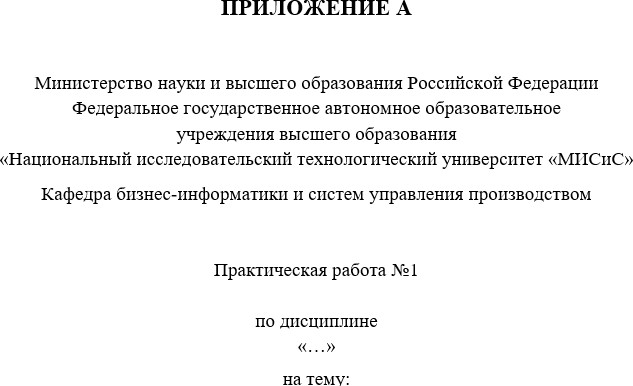 ПРИЛОЖЕНИЕ А
Министерство науки и высшего образования Российской Федерации
Федеральное государственное автономное образовательное
учреждения высшего образования
«Национальный исследовательский технологический университет «МИСиС»
Кафедра бизнес-информатики и систем управления производством
Практическая работа №1
по дисциплине
«…»
на тему: